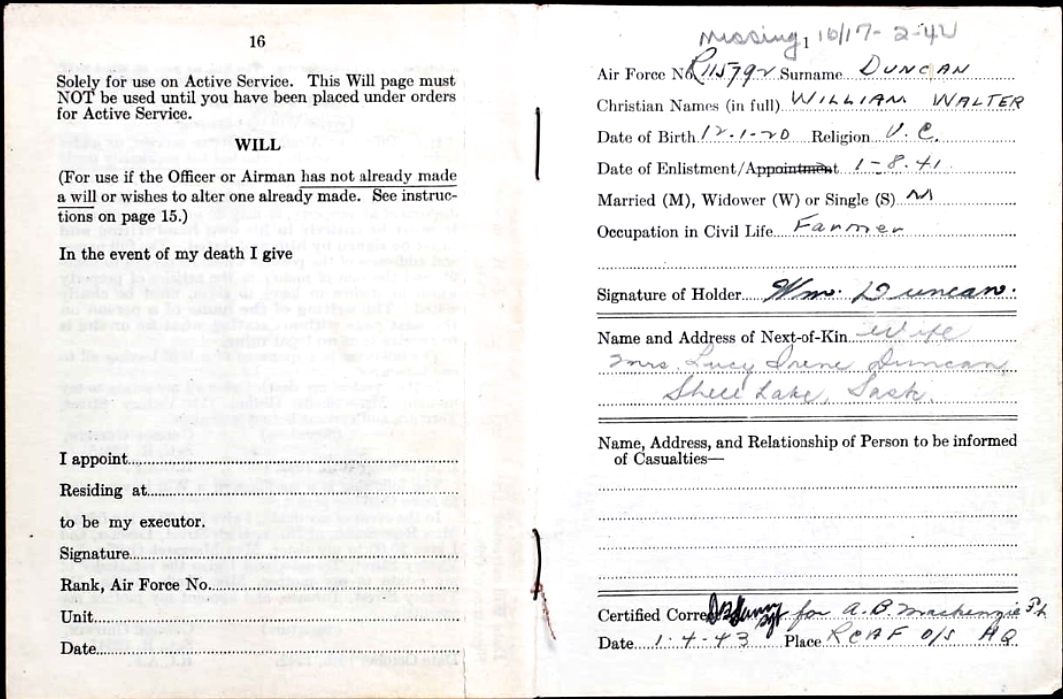 16
Solely for use on Active Service. This Will page must
NOT be used until you have been placed under orders
for Active Service.
WILL
(For use if the Officer or Airman has not already made
a will or wishes to alter one already made. See instruc-
tions on page 15.)
In the event of my death I give
I appoint
Residing at
to be my executor.
Signature
Rank, Air Force No.
Unit
Date
Missing 16/17-2-42
1
Air Force No. R115792 Surname DUNCAN
Christian Names (in full) WILLIAM WALTER
Date of Birth 12.1.20 Religion U.C.
Date of Enlistment/Appointment 1-8.41.
Married (M), Widower (W) or Single (S) M
Occupation in Civil Life Farmer
Signature of Holder Wm. Duncan.
Name and Address of Next-of-Kin Wife
Mrs. Lucy Irene Duncan,
Shell Lake, Sask.
Name, Address, and Relationship of Person to be informed
of Casualties—
Certified Correct for A.B. Mackenzie
Date 1.4-43 Place RCAF O/S HQ